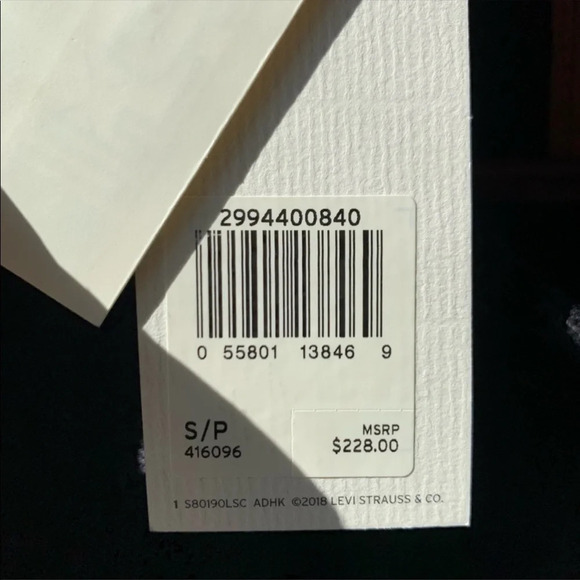 2994400840
0 55801 13846 9
S/P
416096
MSRP
$228.00
1 S80190LSC ADHK ©2018 LEVI STRAUSS & CO.